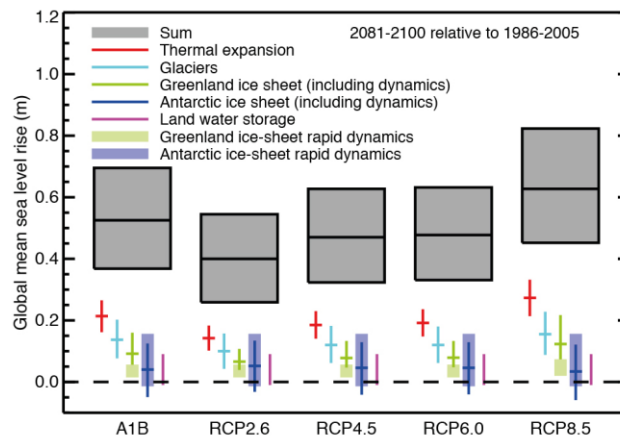 1.2
Sum
2081-2100 relative to 1986-2005
Thermal expansion
1.0
Glaciers
Greenland ice sheet (including dynamics)
Antarctic ice sheet (including dynamics)
0.8
Land water storage
Greenland ice-sheet rapid dynamics
Antarctic ice-sheet rapid dynamics
0.6
0.4
0.2
0.0
Global mean sea level rise (m)
A1B RCP2.6 RCP4.5 RCP6.0 RCP8.5